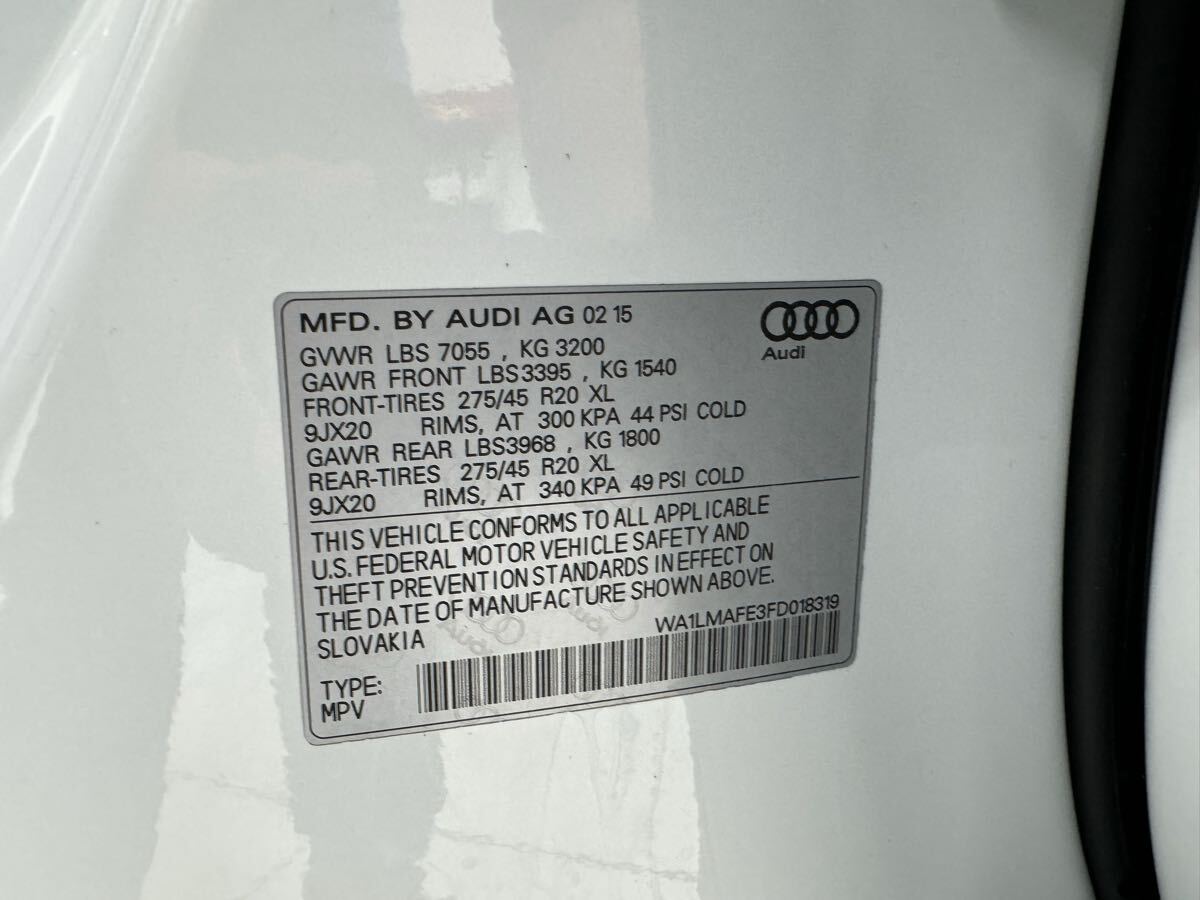 MFD. BY AUDI AG 02 15
Audi
GVWR LBS 7055 , KG 3200
GAWR FRONT LBS3395 , KG 1540
FRONT-TIRES 275/45 R20 XL
9JX20 RIMS, AT 300 KPA 44 PSI COLD
GAWR REAR LBS3968 , KG 1800
REAR-TIRES 275/45 R20 XL
9JX20 RIMS, AT 340 KPA 49 PSI COLD
THIS VEHICLE CONFORMS TO ALL APPLICABLE
U.S. FEDERAL MOTOR VEHICLE SAFETY AND
THEFT PREVENTION STANDARDS IN EFFECT ON
THE DATE OF MANUFACTURE SHOWN ABOVE.
SLOVAKIA
Audi
WA1LMAFE3FD018319
TYPE:
MPV